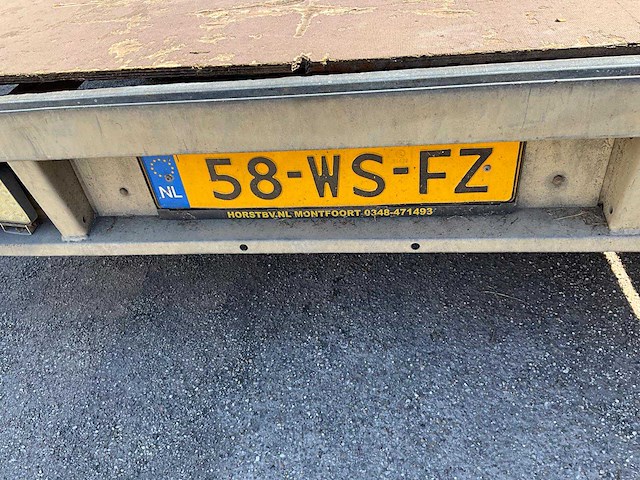 NL 58-WS-FZ
HORSTBV.NL MONTFOORT 0348-471493